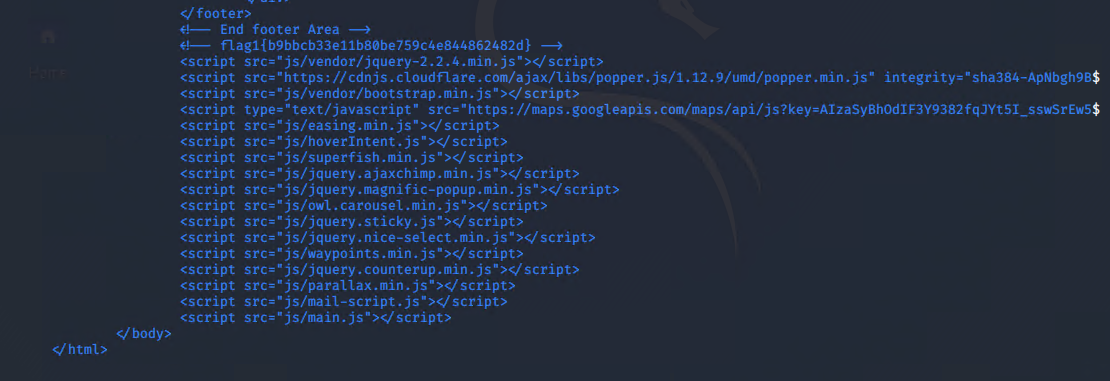 </footer>
<!-- End footer Area -->
<!-- flag1{b9bbcb33e11b80be759c4e844862482d} -->
<script src="js/vendor/jquery-2.2.4.min.js"></script>
<script src="https://cdnjs.cloudflare.com/ajax/libs/popper.js/1.12.9/umd/popper.min.js" integrity="sha384-ApNbgh9B$
<script src="js/vendor/bootstrap.min.js"></script>
<script type="text/javascript" src="https://maps.googleapis.com/maps/api/js?key=AIzaSyBhOdIF3Y9382fqJYt5I_sswSrEw5$
<script src="js/easing.min.js"></script>
<script src="js/hoverIntent.js"></script>
<script src="js/superfish.min.js"></script>
<script src="js/jquery.ajaxchimp.min.js"></script>
<script src="js/jquery.magnific-popup.min.js"></script>
<script src="js/owl.carousel.min.js"></script>
<script src="js/jquery.sticky.js"></script>
<script src="js/jquery.nice-select.min.js"></script>
<script src="js/waypoints.min.js"></script>
<script src="js/jquery.counterup.min.js"></script>
<script src="js/parallax.min.js"></script>
<script src="js/mail-script.js"></script>
<script src="js/main.js"></script>
</body>
</html>
Home